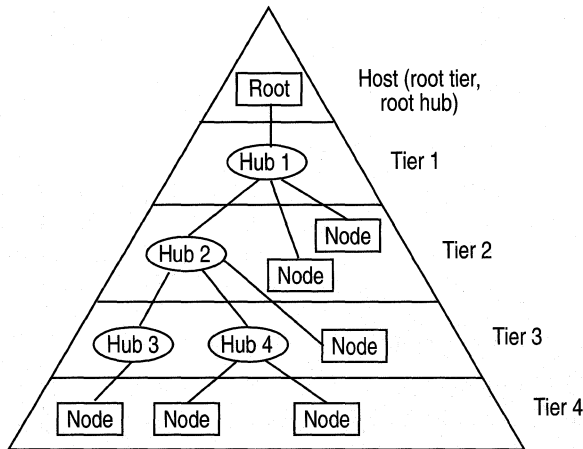 Root
Host (root tier,
root hub)
Hub 1
Tier 1
Node
Hub 2
Node
Tier 2
Hub 3
Hub 4
Node
Tier 3
Node
Node
Node
Tier 4